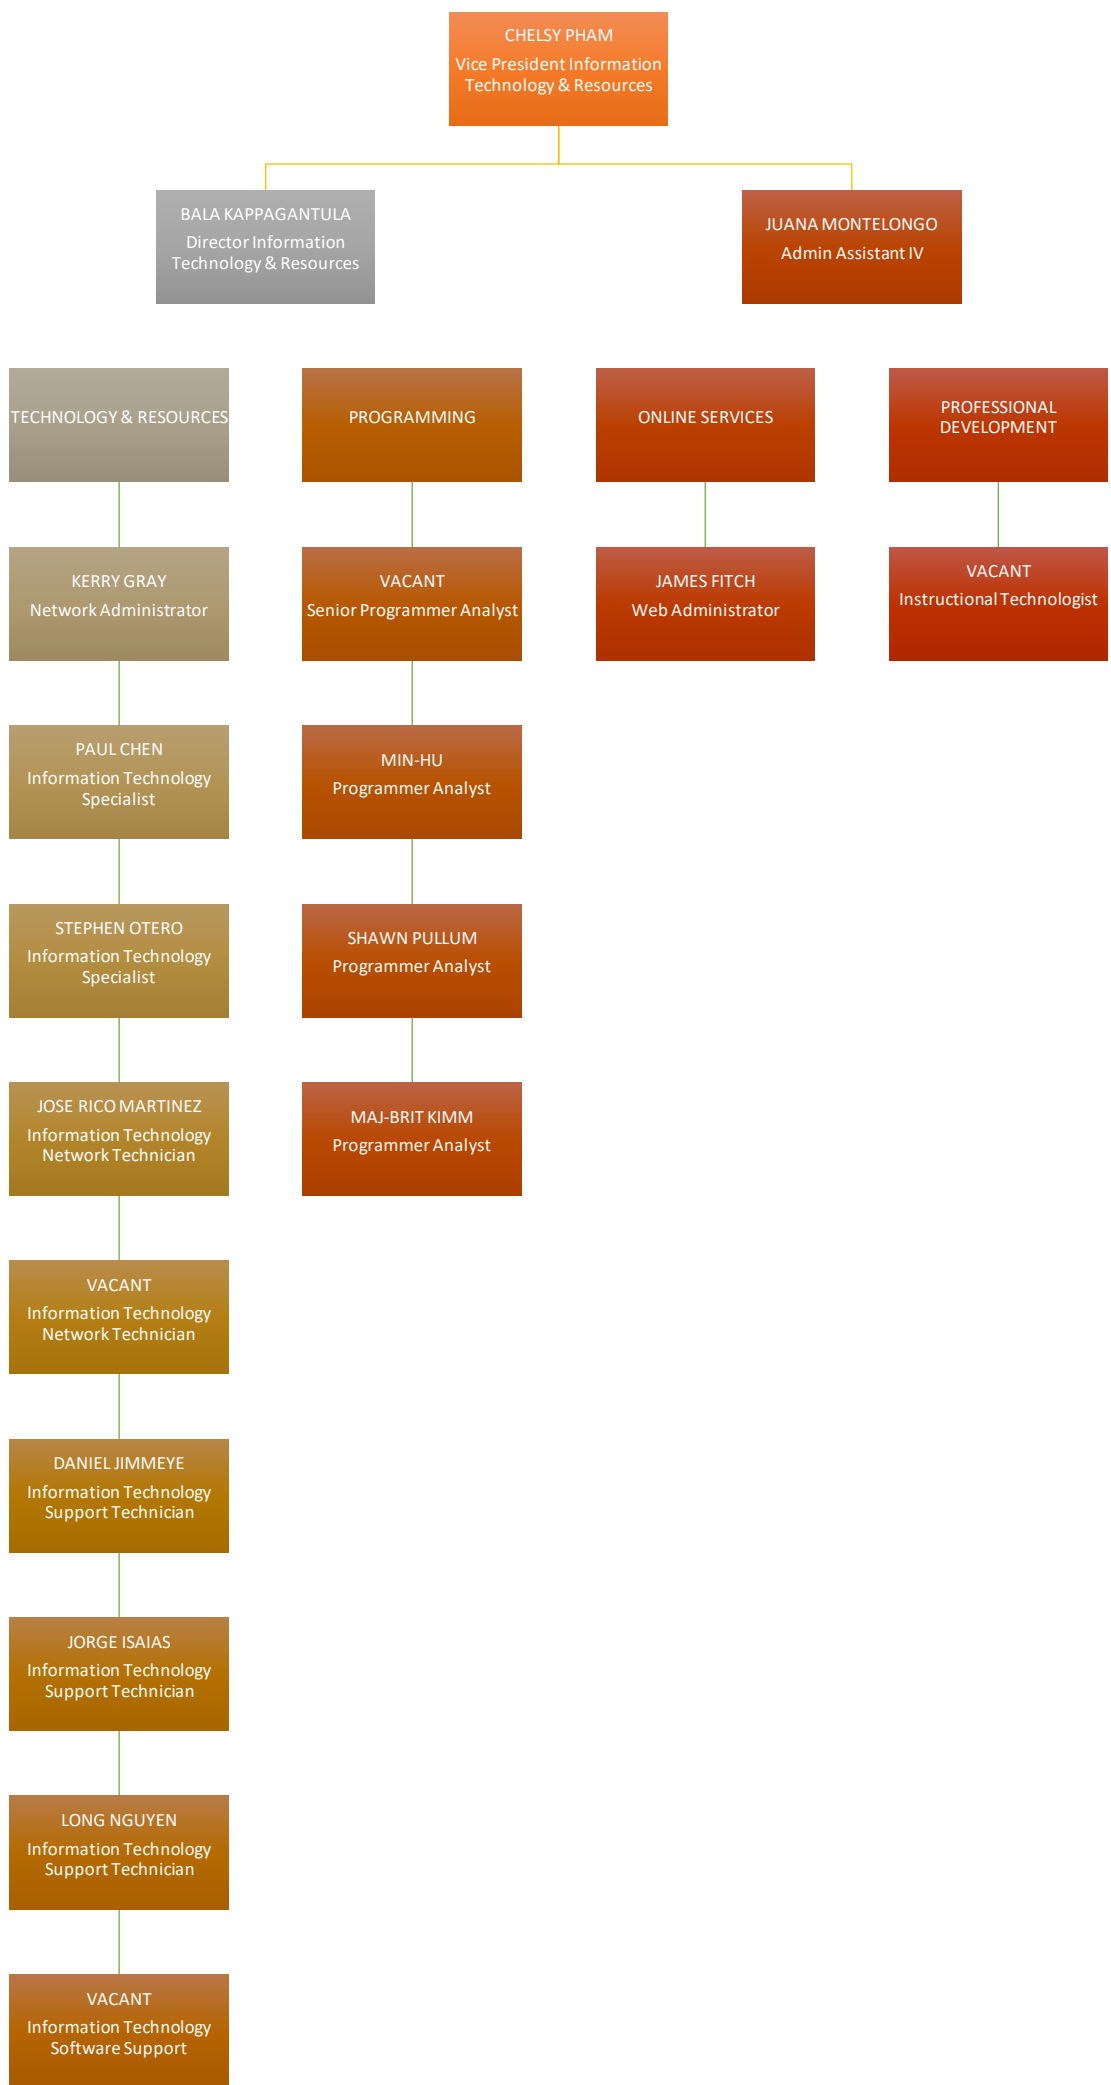 CHELSY PHAM
Vice President Information
Technology & Resources
BALA KAPPAGANTULA
Director Information
Technology & Resources
JUANA MONTELONGO
Admin Assistant IV
TECHNOLOGY & RESOURCES
PROGRAMMING
ONLINE SERVICES
PROFESSIONAL
DEVELOPMENT
KERRY GRAY
Network Administrator
VACANT
Senior Programmer Analyst
JAMES FITCH
Web Administrator
VACANT
Instructional Technologist
PAUL CHEN
Information Technology
Specialist
MIN-HU
Programmer Analyst
STEPHEN OTERO
Information Technology
Specialist
SHAWN PULLUM
Programmer Analyst
JOSE RICO MARTINEZ
Information Technology
Network Technician
MAJ-BRIT KIMM
Programmer Analyst
VACANT
Information Technology
Network Technician
DANIEL JIMMEYE
Information Technology
Support Technician
JORGE ISAIAS
Information Technology
Support Technician
LONG NGUYEN
Information Technology
Support Technician
VACANT
Information Technology
Software Support